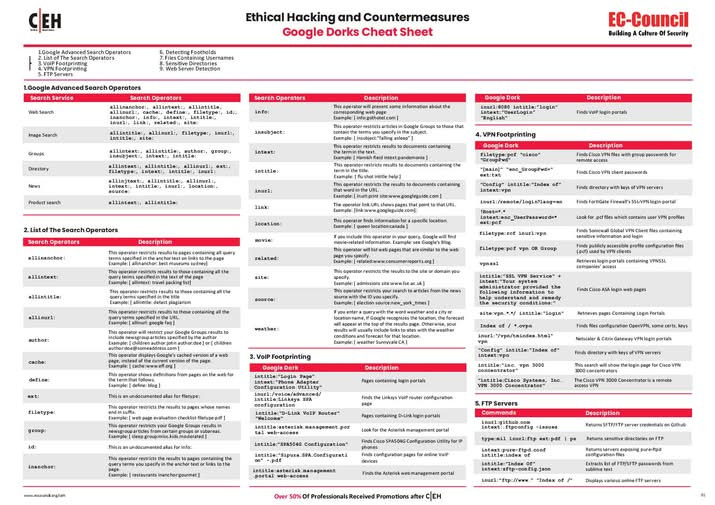 C|EH
Ethical Hacking and Countermeasures
Google Dorks Cheat Sheet
EC-Council
Building A Culture Of Security
1.Google Advanced Search Operators
2. List of The Search Operators
3. VoIP Footprinting
4. VPN Footprinting
5. FTP Servers
6. Detecting Footholds
7. Files Containing Usernames
8. Sensitive Directories
9. Web Server Detection
1.Google Advanced Search Operators
Search Service Search Operators
Web Search
allinanchor:, allintext:, allintitle,
allinurl:, cache:, define:, filetype:, id:,
inanchor:, info:, intext:, intitle:,
inurl:, link:, related:, site:
Image Search
allintitle:, allinurl:, filetype:, inurl:,
intitle:, site:
Groups
allintext:, allintitle:, author:, group:,
insubject:, intext:, intitle:
Directory
allintext:, allintitle:, allinurl:, ext:,
filetype:, intext:, intitle:, inurl:
News
allintext:, allintitle:, allinurl:,
intext:, intitle:, inurl:, location:,
source:
Product search
allintext:, allintitle:
2. List of The Search Operators
Search Operators Description
allinanchor:
This operator restricts results to pages containing all query
terms specified in the anchor text on links to the page
Example: [ allinanchor: best museums sydney]
allintext:
This operator restricts results to those containing all the
query terms specified in the text of the page
Example: [ allintext: travel packing list]
allintitle:
This operator restricts results to those containing all the
query terms specified in the title
Example: [ allintitle: detect plagiarism
allinurl:
This operator restricts results to those containing all the
query terms specified in the URL.
Example: [ allinurl: google faq ]
author:
This operator will restrict your Google Groups results to
include newsgroup articles specified by the author
Example: [ children author:john author:doe] or [ children
author:doe@someaddress.com ]
cache:
This operator displays Google's cached version of a web
page, instead of the current version of the page.
Example: [ cache:www.eff.org ]
define:
This operator shows definitions from pages on the web for
the term that follows.
Example: [ define: blog ]
ext:
This is an undocumented alias for filetype:
filetype:
This operator restricts the results to pages whose names
end in suffix.
Example: [ web page evaluation checklist filetype:pdf ]
group:
This operator will restrict your Google Groups results to
newsgroup articles from certain groups or subareas.
Example: [ sleep group:misc.kids.moderated ]
id:
This is an undocumented alias for info:
inanchor:
This operator restricts the results to pages containing the
query terms you specify in the anchor text or links to the
page.
Example: [ restaurants inanchor:gourmet ]
Search Operators Description
info:
This operator will present some information about the
corresponding web page
Example: [ info:gothotel.com ]
insubject:
This operator restricts articles in Google Groups to those that
contain the terms you specify in the subject.
Example: [ insubject:"falling asleep" ]
intext:
This operator restricts results to documents containing
the term in the text.
Example: [ Hamish Reid intext:pandemia ]
intitle:
This operator restricts results to documents containing
the term in the title.
Example: [ flu shot intitle:help ]
inurl:
This operator restricts the results to documents containing
that word in the URL.
Example: [ inurl:print site:www.googleguide.com]
link:
The operator link:URL shows pages that point to that URL.
Example: [link:www.googleguide.com];
location:
This operator finds information for a specific location.
Example: [ queen location:canada ]
movie:
If you include this operator in your query, Google will find
movie-related information. Example: see Google's Blog.
related:
This operator will list web pages that are similar to the web
page you specify.
Example: [ related:www.consumerreports.org ]
site:
This operator restricts the results to the site or domain you
specify.
Example: [ admissions site:www.lse.ac.uk ]
source:
This operator restricts your search to articles from the news
source with the ID you specify.
Example: [ election source:new_york_times ]
weather:
If you enter a query with the word weather and a city or
location name, if Google recognizes the location, the forecast
will appear at the top of the results page. Otherwise, your
results will usually include links to sites with the weather
conditions and forecast for that location.
Example: [ weather Sunnyvale CA ]
3. VoIP Footprinting
Google Dork Description
intitle:"Login Page"
intext:"Phone Adapter
Configuration Utility"
Pages containing login portals
inurl:/voice/advanced/
intitle:Linksys SPA
configuration
Finds the Linksys VoIP router configuration
page
intitle:"D-Link VoIP Router"
"Welcome"
Pages containing D-Link login portals
intitle:asterisk.management.por
tal web-access
Look for the Asterisk management portal
intitle:"SPA504G Configuration"
Finds Cisco SPA504G Configuration Utility for IP
phones
intitle:"Sipura.SPA.Configurati
on" -.pdf
Finds configuration pages for online VoIP
devices
intitle:asterisk.management
.portal web-access
Finds the Asterisk web management portal
Google Dork Description
inurl:8080 intitle:"login"
intext:"UserLogin"
"English"
Finds VoIP login portals
4. VPN Footprinting
Google Dork Description
filetype:pcf "cisco"
"GroupPwd"
Finds Cisco VPN files with group passwords for
remote access
"[main]" "enc_GroupPwd="
ext:txt
Finds Cisco VPN client passwords
"Config" intitle:"Index of"
intext:vpn
Finds directory with keys of VPN servers
inurl:/remote/login?lang=en
Finds FortiGate Firewall's SSL-VPN login portal
!Host=*.*
intext:enc_UserPassword=*
ext:pcf
Look for .pcf files which contains user VPN profiles
filetype:rcf inurl:vpn
Finds Sonicwall Global VPN Client files containing
sensitive information and login
filetype:pcf vpn OR Group
Finds publicly accessible profile configuration files
(.pcf) used by VPN clients
vpnssl
Retrieves login portals containing VPNSSL
companies' access
intitle:"SSL VPN Service" +
intext:"Your system
administrator provided the
following information to
help understand and remedy
the security conditions:"
Finds Cisco ASA login web pages
site:vpn.*.*/ intitle:"login"
Retrieves pages Containing Login Portals
Index of / *.ovpn
Finds files configuration OpenVPN, some certs, keys
inurl:"/vpn/tmindex.html"
vpn
Netscaler & Citrix Gateway VPN login portals
"Config" intitle:"Index of"
intext:vpn
Finds directory with keys of VPN servers
intitle:"inc. vpn 3000
concentrator"
This search will show the login page for Cisco VPN
3000 concentrators
"intitle:Cisco Systems, Inc.
VPN 3000 Concentrator"
The Cisco VPN 3000 Concentrator is a remote
access VPN
5. FTP Servers
Commands Description
inurl:github.com
intext:.ftpconfig -issues
Returns SFTP/FTP server credentials on Github
type:mil inurl:ftp ext:pdf | ps
Returns sensitive directories on FTP
intext:pure-ftpd.conf
intitle:index of
Returns servers exposing pure-ftpd
configuration files
intitle:"Index Of"
intext:sftp-config.json
Extracts list of FTP/SFTP passwords from
sublime text
inurl:"ftp://www." "Index of /"
Displays various online FTP servers
www.eccouncil.org/ceh
Over 50% Of Professionals Received Promotions after C|EH